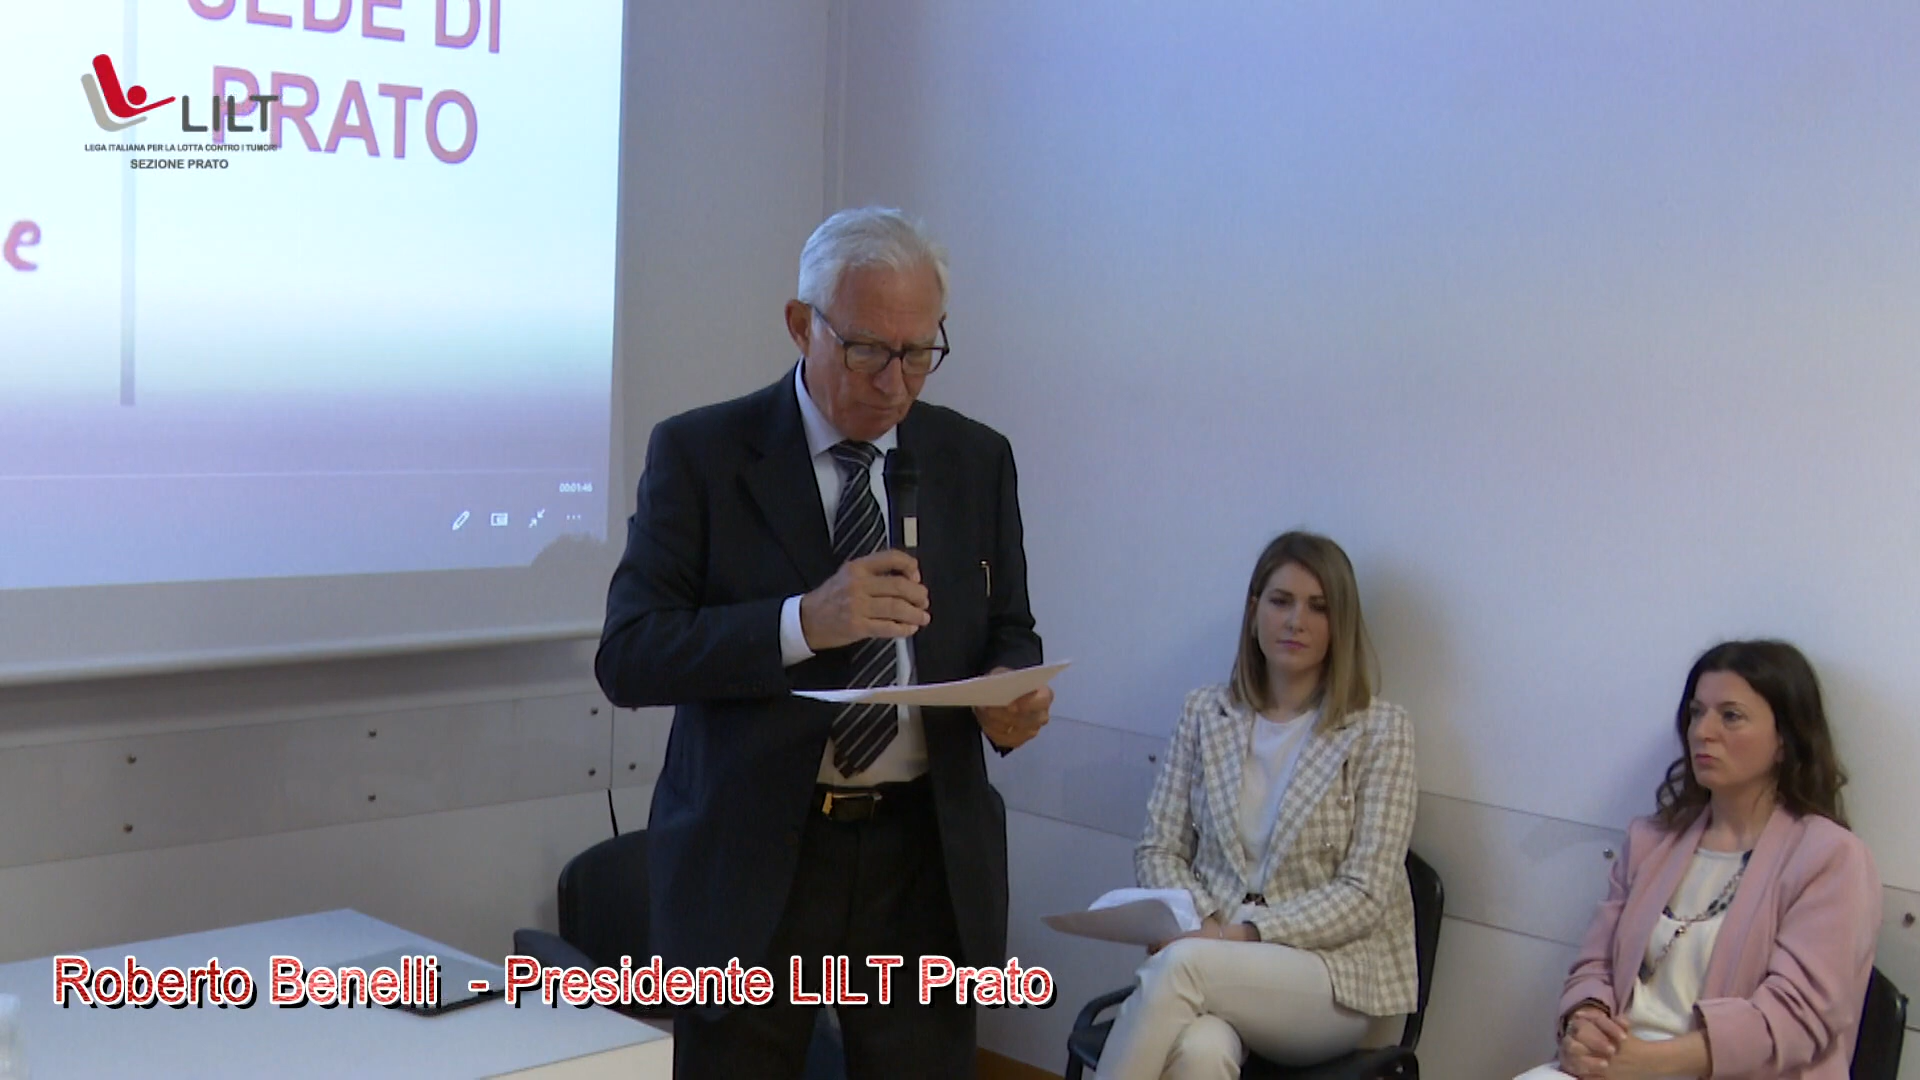 SEDE DI
PRATO
LILT
LEGA ITALIANA PER LA LOTTA CONTRO I TUMORI
SEZIONE PRATO
e
00:01:46
Roberto Benelli - Presidente LILT Prato